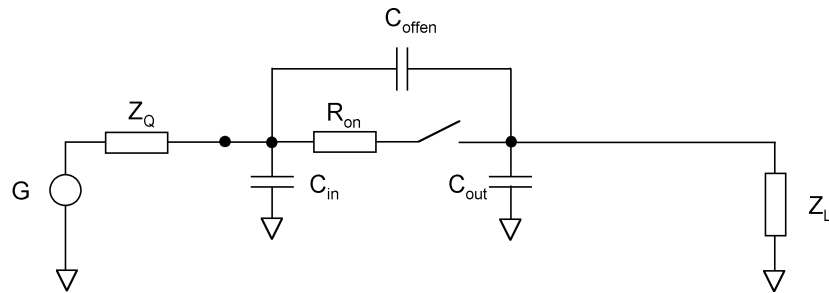 C_offen
Z_Q
R_on
G
C_in
C_out
Z_L